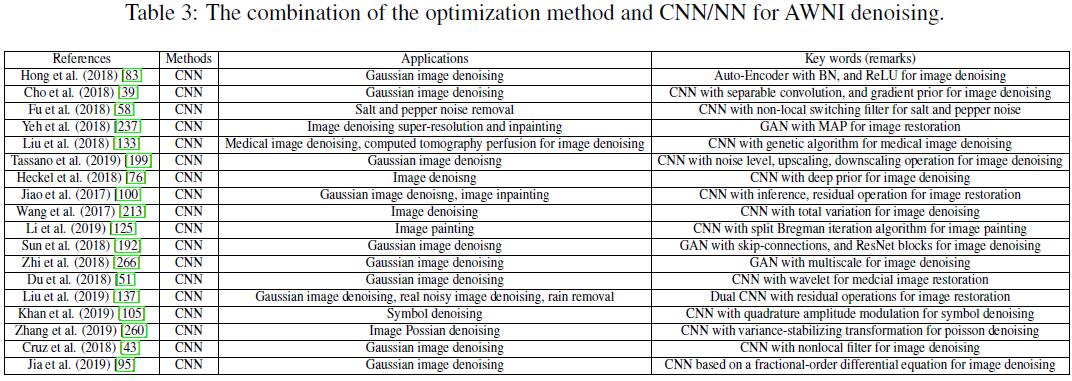 Table 3: The combination of the optimization method and CNN/NN for AWNI denoising.
References Methods Applications Key words (remarks)
Hong et al. (2018) [83] CNN Gaussian image denoising Auto-Encoder with BN, and ReLU for image denoising
Cho et al. (2018) [39] CNN Gaussian image denoising CNN with separable convolution, and gradient prior for image denoising
Fu et al. (2018) [58] CNN Salt and pepper noise removal CNN with non-local switching filter for salt and pepper noise
Yeh et al. (2018) [237] CNN Image denoising super-resolution and inpainting GAN with MAP for image restoration
Liu et al. (2018) [133] CNN Medical image denoising, computed tomography perfusion for image denoising CNN with genetic algorithm for medical image denoising
Tassano et al. (2019) [199] CNN Gaussian image denoisng CNN with noise level, upscaling, downscaling operation for image denoising
Heckel et al. (2018) [76] CNN Image denoisng CNN with deep prior for image denoising
Jiao et al. (2017) [100] CNN Gaussian image denoisng, image inpainting CNN with inference, residual operation for image restoration
Wang et al. (2017) [213] CNN Image denoising CNN with total variation for image denoising
Li et al. (2019) [125] CNN Image painting CNN with split Bregman iteration algorithm for image painting
Sun et al. (2018) [192] CNN Gaussian image denoisng GAN with skip-connections, and ResNet blocks for image denoising
Zhi et al. (2018) [266] CNN Gaussian image denoising GAN with multiscale for image denoising
Du et al. (2018) [51] CNN Gaussian image denoising CNN with wavelet for medcial image restoration
Liu et al. (2019) [137] CNN Gaussian image denoising, real noisy image denoising, rain removal Dual CNN with residual operations for image restoration
Khan et al. (2019) [105] CNN Symbol denoising CNN with quadrature amplitude modulation for symbol denoising
Zhang et al. (2019) [260] CNN Image Possian denoising CNN with variance-stabilizing transformation for poisson denoising
Cruz et al. (2018) [43] CNN Gaussian image denoising CNN with nonlocal filter for image denoising
Jia et al. (2019) [95] CNN Gaussian image denoising CNN based on a fractional-order differential equation for image denoising